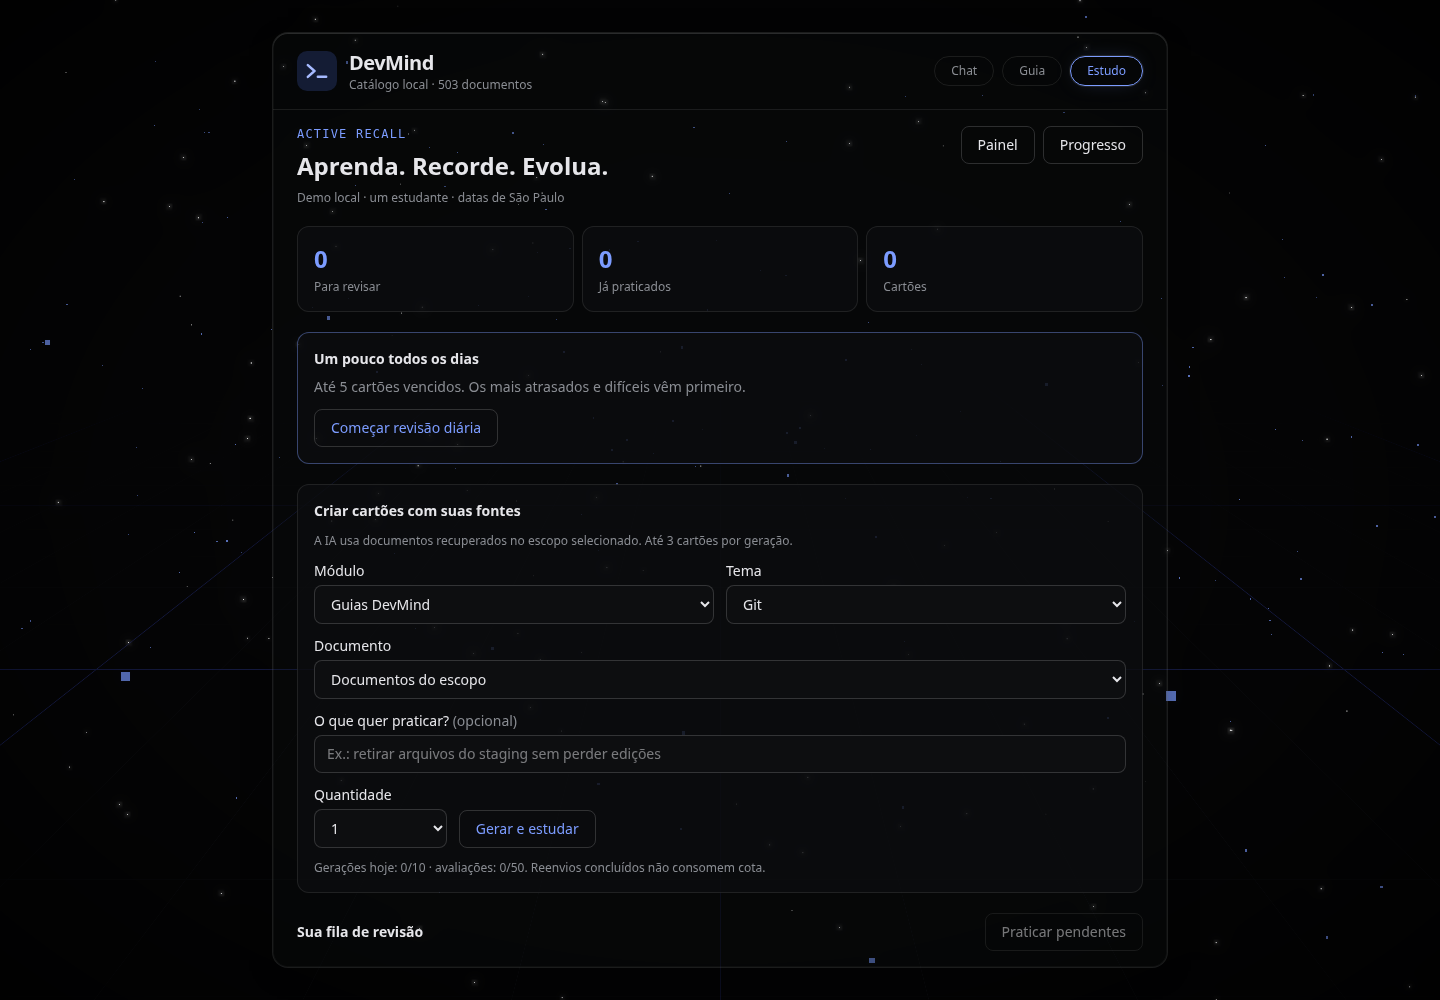 DevMind
Catálogo local · 503 documentos
Chat
Guia
Estudo
ACTIVE RECALL
Aprenda. Recorde. Evolua.
Demo local · um estudante · datas de São Paulo
Painel
Progresso
0
Para revisar
0
Já praticados
0
Cartões
Um pouco todos os dias
Até 5 cartões vencidos. Os mais atrasados e difíceis vêm primeiro.
Começar revisão diária
Criar cartões com suas fontes
A IA usa documentos recuperados no escopo selecionado. Até 3 cartões por geração.
Módulo
Tema
Guias DevMind
Git
Documento
Documentos do escopo
O que quer praticar? (opcional)
Ex.: retirar arquivos do staging sem perder edições
Quantidade
1
Gerar e estudar
Gerações hoje: 0/10 · avaliações: 0/50. Reenvios concluídos não consomem cota.
Sua fila de revisão
Praticar pendentes